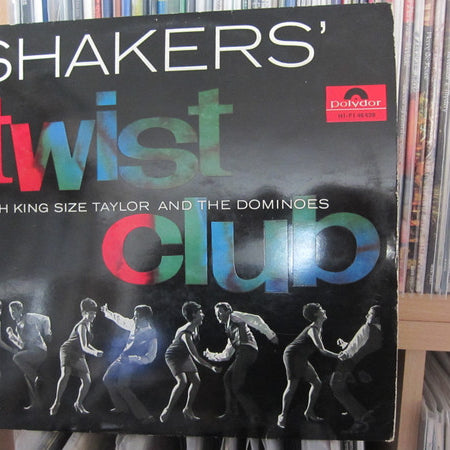 SHAKERS'
twist
polydor
H KING SIZE TAYLOR AND THE DOMINOES
club